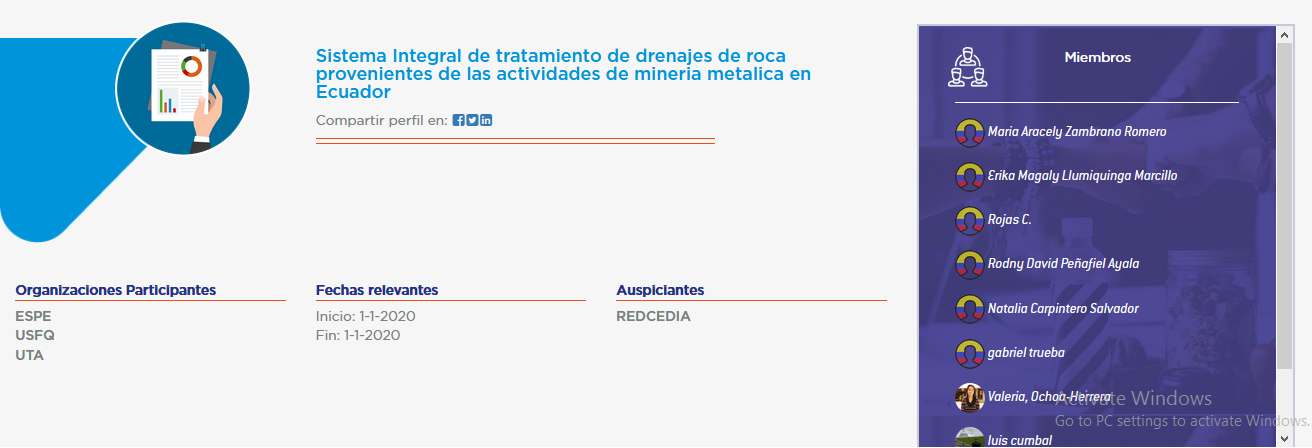 Sistema Integral de tratamiento de drenajes de roca
provenientes de las actividades de mineria metalica en
Ecuador
Compartir perfil en:
Organizaciones Participantes
ESPE
USFQ
UTA
Fechas relevantes
Inicio: 1-1-2020
Fin: 1-1-2020
Auspiciantes
REDCEDIA
Miembros
Maria Aracely Zambrano Romero
Erika Magaly Llumiquinga Marcillo
Rojas C.
Rodny David Peñafiel Ayala
Natalia Carpintero Salvador
gabriel trueba
Valeria, Ochoa-Herrera
luis cumbal
Activate Windows
Go to PC settings to activate Windows.